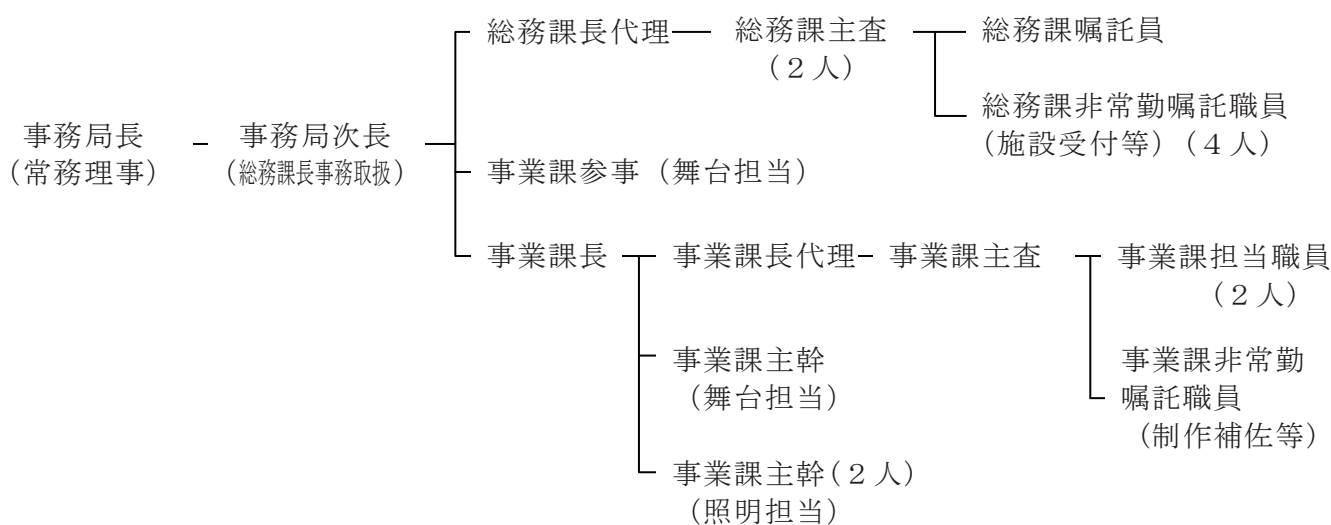 総務課長代理 総務課主査 総務課嘱託員
(2人)
総務課非常勤嘱託職員
(施設受付等)(4人)
事務局長 事務局次長
(常務理事) (総務課長事務取扱)
事業課参事(舞台担当)
事業課長 事業課長代理 事業課主査 事業課担当職員
(2人)
事業課主幹
(舞台担当)
事業課非常勤
嘱託職員
(制作補佐等)
事業課主幹(2人)
(照明担当)